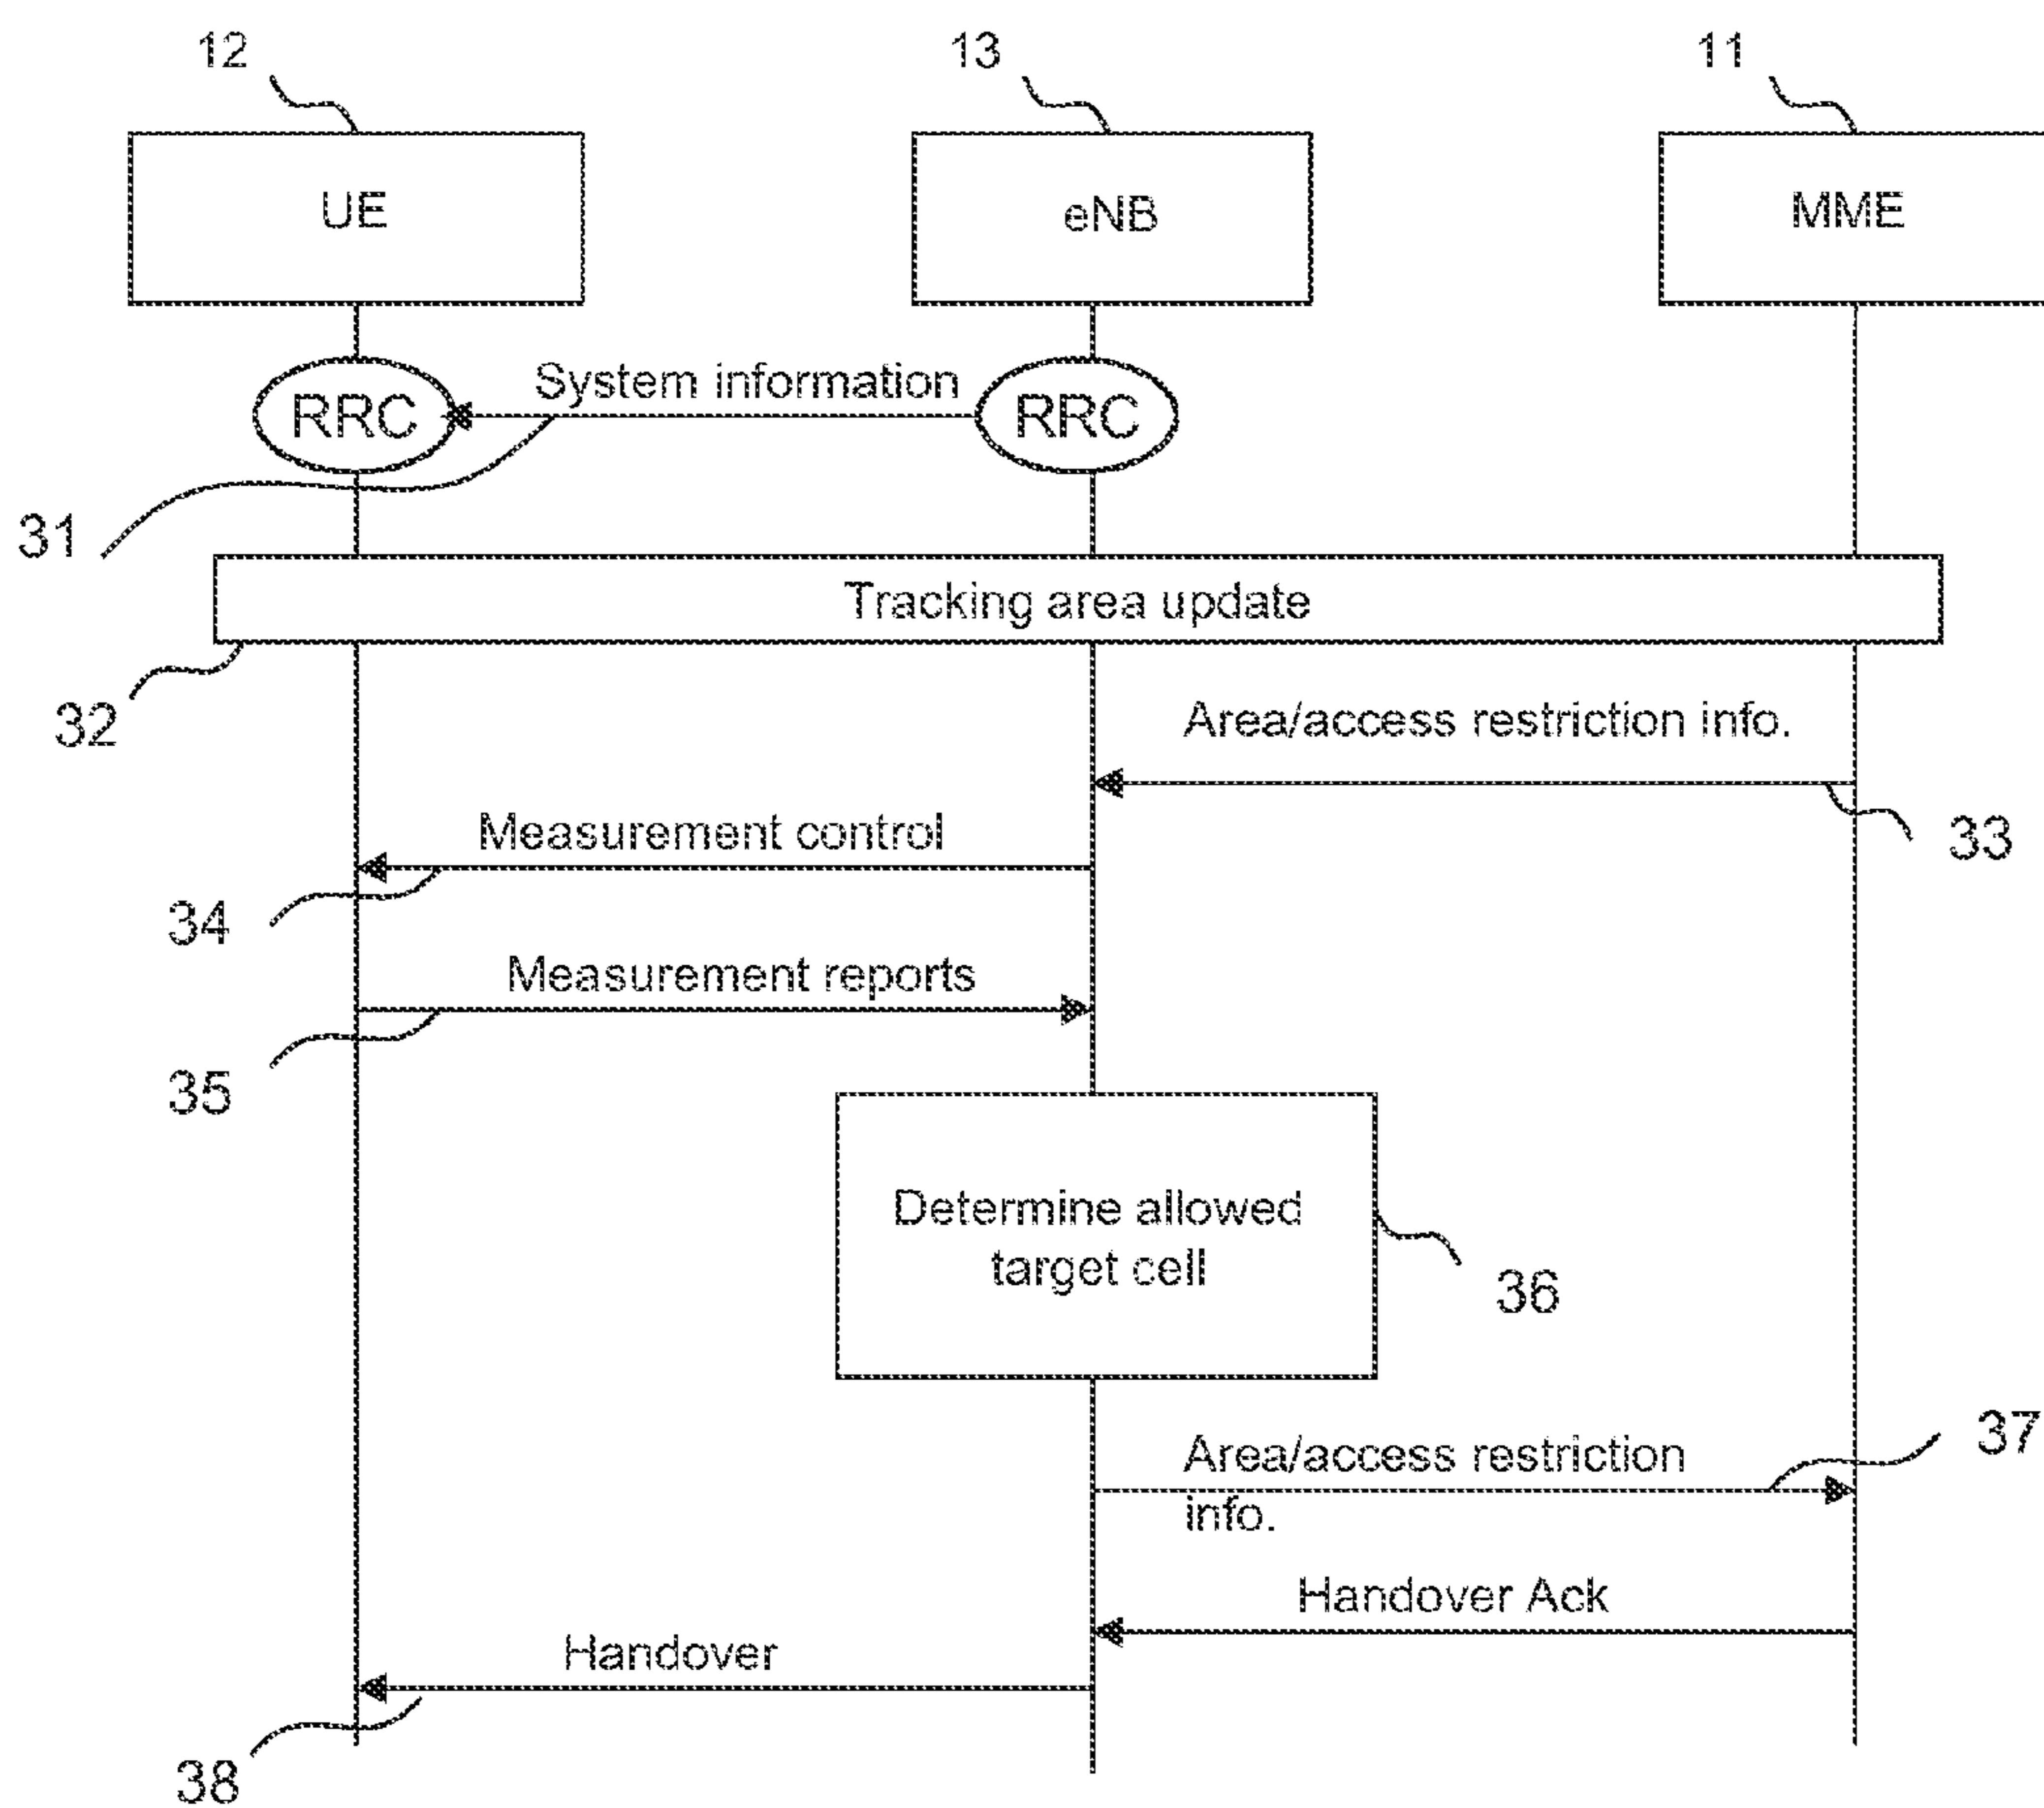 12
13
11
UE
eNB
MME
System information
RRC
RRC
31
Tracking area update
32
Area/access restriction info.
33
Measurement control
34
Measurement reports
35
Determine allowed
target cell
36
37
Area/access restriction
info.
Handover Ack
Handover
38